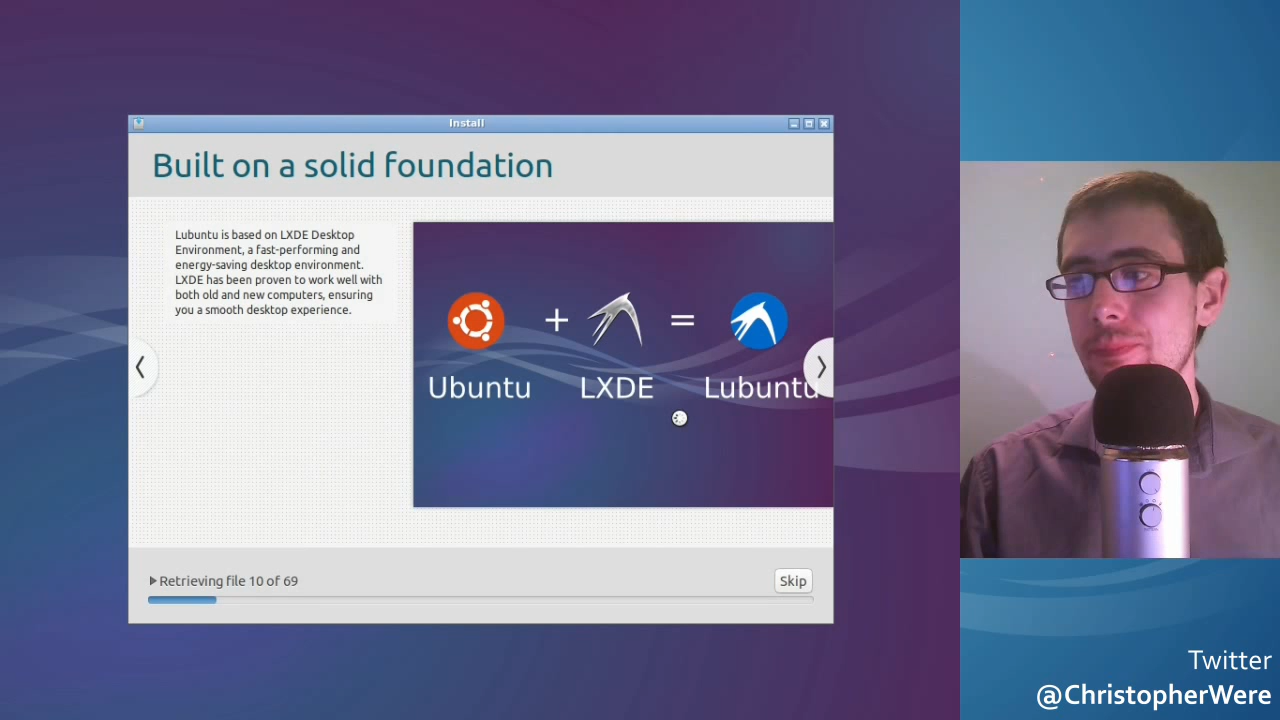 Install
Built on a solid foundation
Lubuntu is based on LXDE Desktop
Environment, a fast-performing and
energy-saving desktop environment.
LXDE has been proven to work well with
both old and new computers, ensuring
you a smooth desktop experience.
+ =
Ubuntu LXDE Lubuntu
Retrieving file 10 of 69
Skip
Twitter
@ChristopherWere